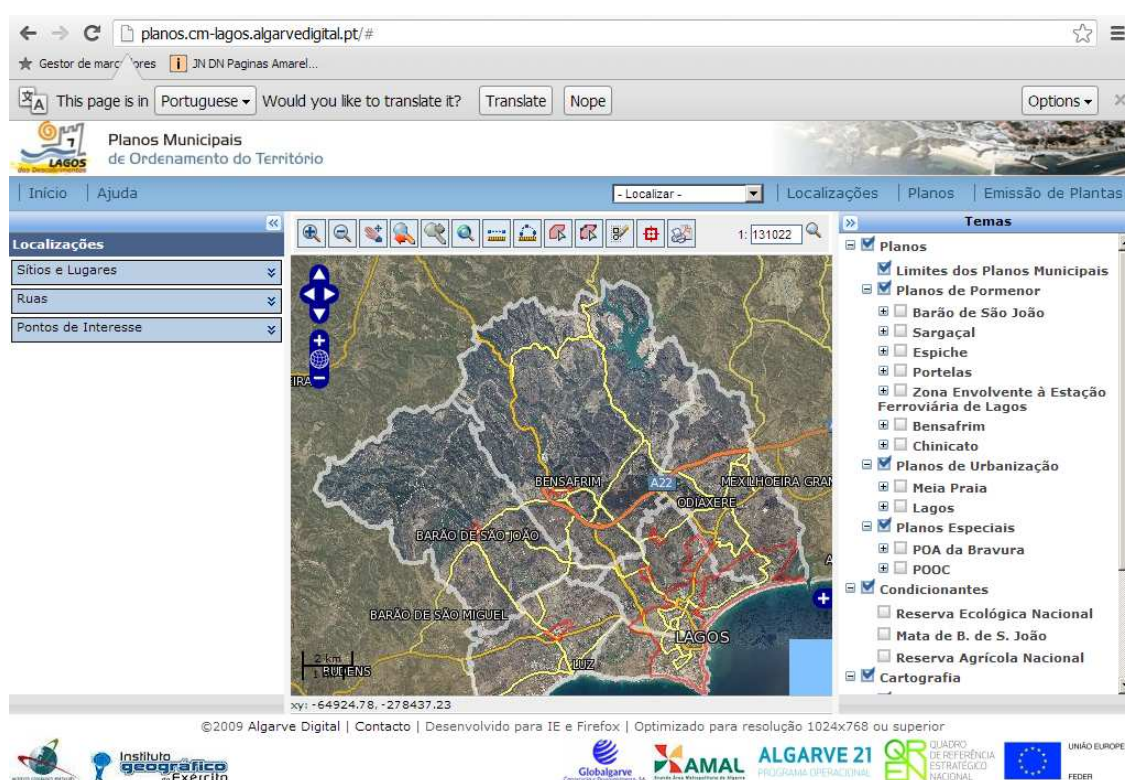 planos.cm-lagos.algarvedigital.pt/#
Gestor de marcadores JN DN Paginas Amarel...
This page is in Portuguese Would you like to translate it? Translate Nope Options
LAGOS
Planos Municipais
de Ordenamento do Território
Início | Ajuda
- Localizar - | Localizações | Planos | Emissão de Plantas
Localizações
Sítios e Lugares
Ruas
Pontos de Interesse
1: 131022
BENSAFRIM
A22
MEXILHOEIRA GRAN
ODIAXERE
BARÃO DE SÃO JOÃO
BARÃO DE SÃO MIGUEL
LAGOS
LUZ
2 km
BUDENS
xy: -64924.78, -278437.23
Temas
Planos
Limites dos Planos Municipais
Planos de Pormenor
Barão de São João
Sargaçal
Espiche
Portelas
Zona Envolvente à Estação
Ferroviária de Lagos
Bensafrim
Chinicato
Planos de Urbanização
Meia Praia
Lagos
Planos Especiais
POA da Bravura
POOC
Condicionantes
Reserva Ecológica Nacional
Mata de B. de S. João
Reserva Agrícola Nacional
Cartografia
©2009 Algarve Digital | Contacto | Desenvolvido para IE e Firefox | Optimizado para resolução 1024x768 ou superior
Instituto
geográfico
do Exército
Globalgarve
AMAL
ALGARVE 21
PROGRAMA OPERACIONAL
QUADRO
DE REFERÊNCIA
ESTRATÉGICO
NACIONAL
UNIÃO EUROPE
FEDER